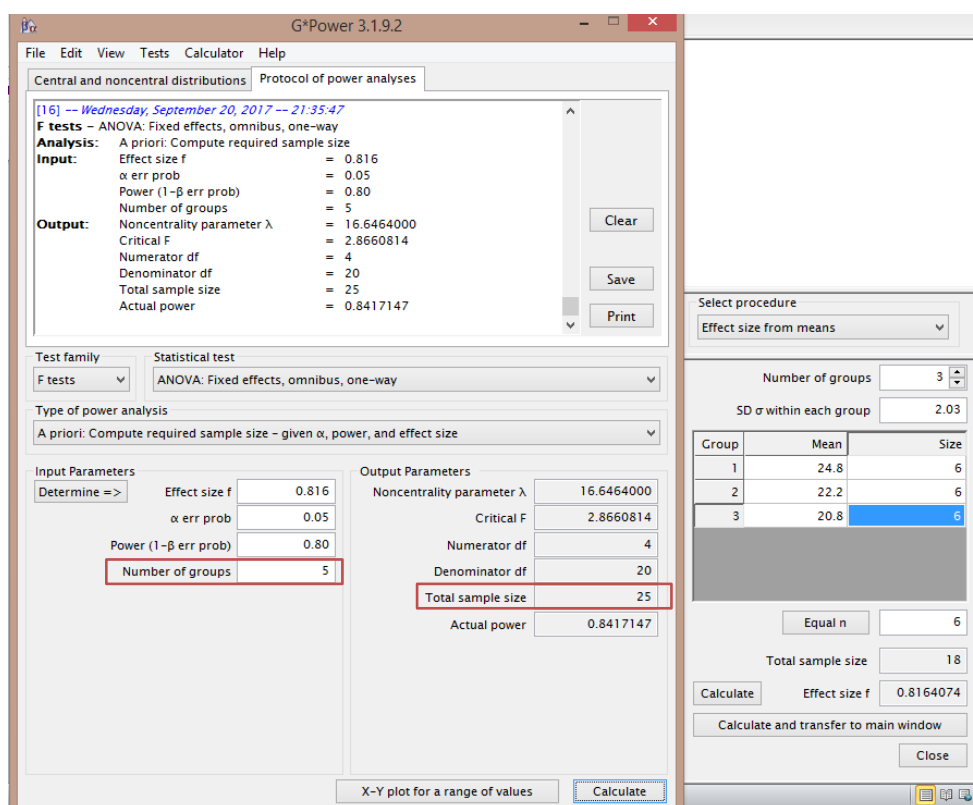 G*Power 3.1.9.2
File Edit View Tests Calculator Help
Central and noncentral distributions Protocol of power analyses
[16] -- Wednesday, September 20, 2017 -- 21:35:47
F tests - ANOVA: Fixed effects, omnibus, one-way
Analysis: A priori: Compute required sample size
Input: Effect size f = 0.816
α err prob = 0.05
Power (1-β err prob) = 0.80
Number of groups = 5
Output: Noncentrality parameter λ = 16.6464000
Critical F = 2.8660814
Numerator df = 4
Denominator df = 20
Total sample size = 25
Actual power = 0.8417147
Clear
Save
Print
Test family
F tests
Statistical test
ANOVA: Fixed effects, omnibus, one-way
Type of power analysis
A priori: Compute required sample size - given α, power, and effect size
Input Parameters
Determine => Effect size f 0.816
α err prob 0.05
Power (1-β err prob) 0.80
Number of groups 5
Output Parameters
Noncentrality parameter λ 16.6464000
Critical F 2.8660814
Numerator df 4
Denominator df 20
Total sample size 25
Actual power 0.8417147
X-Y plot for a range of values Calculate
Select procedure
Effect size from means
Number of groups 3
SD σ within each group 2.03
Group Mean Size
1 24.8 6
2 22.2 6
3 20.8 6
Equal n 6
Total sample size 18
Calculate Effect size f 0.8164074
Calculate and transfer to main window
Close